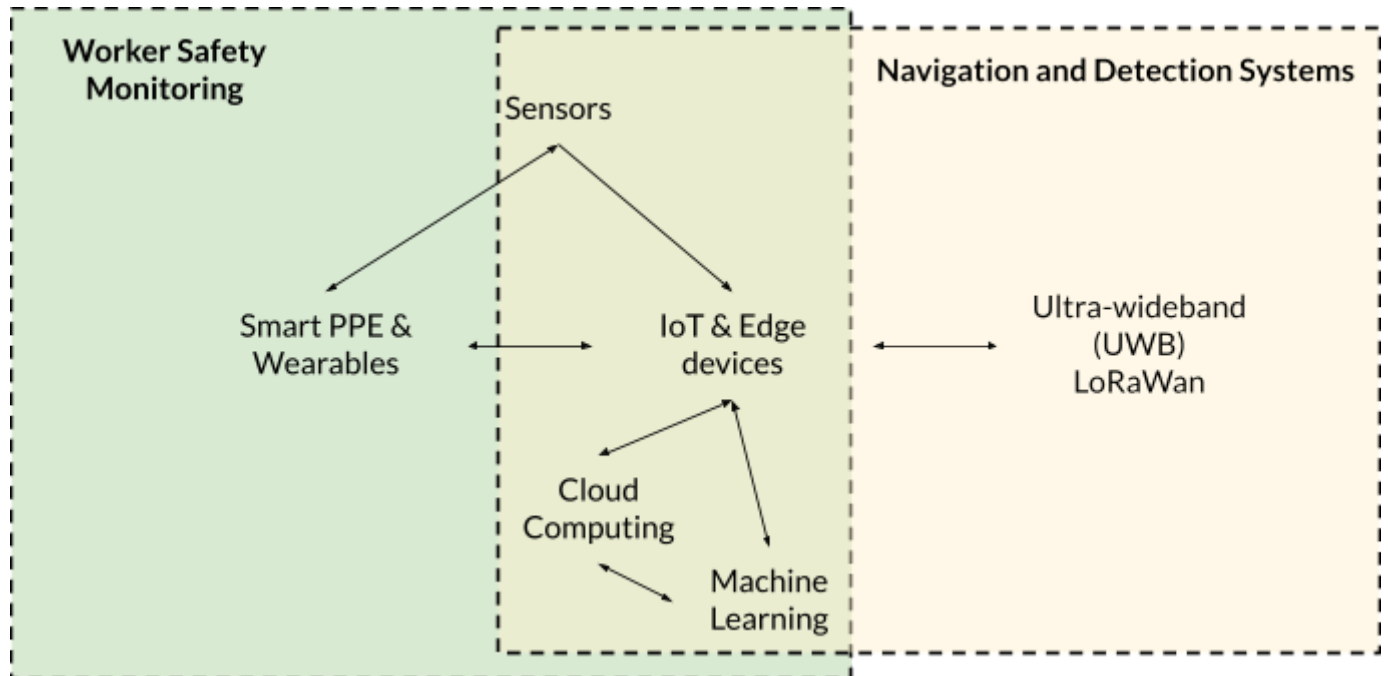 Worker Safety
Monitoring
Navigation and Detection Systems
Sensors
Smart PPE &
Wearables
IoT & Edge
devices
Ultra-wideband
(UWB)
LoRaWan
Cloud
Computing
Machine
Learning